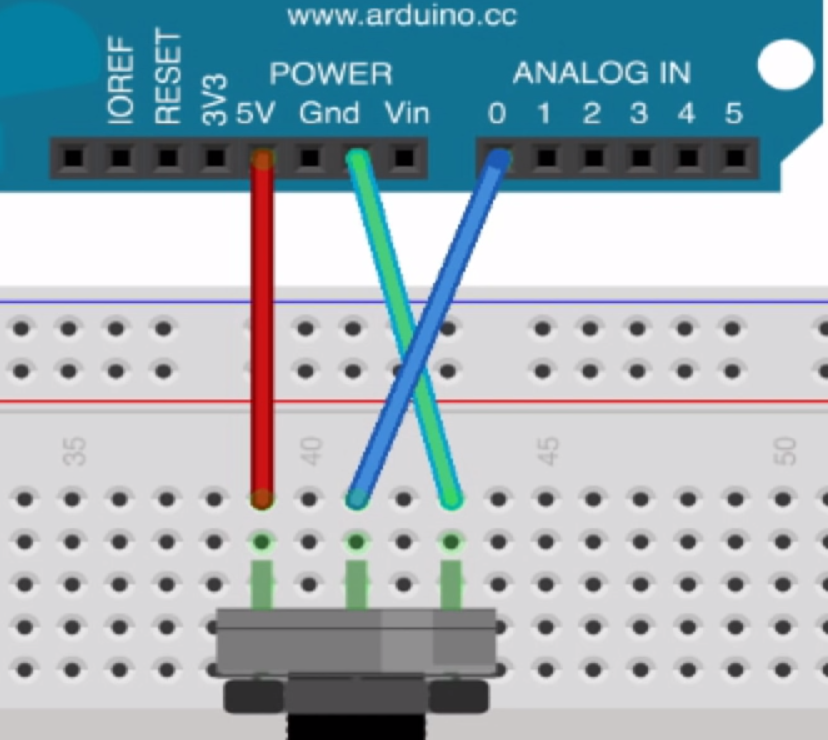 www.arduino.cc
POWER
ANALOG IN
IOREF
RESET
3V3
5V
Gnd
Vin
0 1 2 3 4 5
35 40 45 50